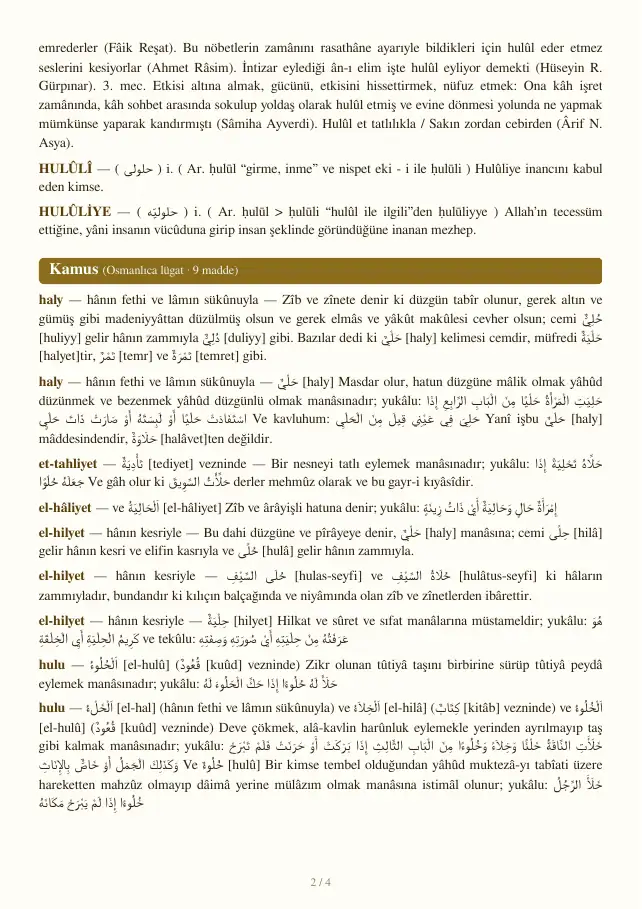 emrederler (Fâik Reşat). Bu nöbetlerin zamânını rasathâne ayarıyle bildikleri için hulûl eder etmez
seslerini kesiyorlar (Ahmet Râsim). İntizar eylediği ân-ı elim işte hulûl eyliyor demekti (Hüseyin R.
Gürpınar). 3. mec. Etkisi altına almak, gücünü, etkisini hissettirmek, nüfuz etmek: Ona kâh işret
zamânında, kâh sohbet arasında sokulup yoldaş olarak hulûl etmiş ve evine dönmesi yolunda ne yapmak
mümkünse yaparak kandırmıştı (Sâmiha Ayverdi). Hulûl et tatlılıkla / Sakın zordan cebirden (Ârif N.
Asya).
HULÛLÎ — ( حلولى ) i. ( Ar. ḥulūl “girme, inme” ve nispet eki - i ile ḥulūli ) Hulûliye inancını kabul
eden kimse.
HULÛLİYE — ( حلوليّه ) i. ( Ar. ḥulūl > ḥulūli “hulûl ile ilgili”den ḥulūliyye ) Allah’ın tecessüm
ettiğine, yâni insanın vücûduna girip insan şeklinde göründüğüne inanan mezhep.
Kamus (Osmanlıca lügat · 9 madde)
haly — hânın fethi ve lâmın sükûnuyla — Zîb ve zînete denir ki düzgün tabîr olunur, gerek altın ve
gümüş gibi madeniyyâttan düzülmüş olsun ve gerek elmâs ve yâkût makûlesi cevher olsun; cemi حُلِيٌّ
[huliyy] gelir hânın zammıyla دُلِيٌّ [duliyy] gibi. Bazılar dedi ki حَلْيٌ [haly] kelimesi cemdir, müfredi حَلْيَةٌ
[halyet]tir, تَمْرٌ [temr] ve تَمْرَةٌ [temret] gibi.
haly — hânın fethi ve lâmın sükûnuyla — حَلْيٌ [haly] Masdar olur, hatun düzgüne mâlik olmak yâhûd
düzünmek ve bezenmek yâhûd düzgünlü olmak manâsınadır; yukâlu: حَلِيَتِ الْمَرْأَةُ حَلْيًا مِنَ الْبَابِ الرَّابِعِ إِذَا
اسْتَفَادَتْ حَلْيًا أَوْ لَبِسَتْهُ أَوْ صَارَتْ ذَاتَ حَلْيٍ Ve kavluhum: حَلِيَ فِي عَيْنِي قِيلَ مِنَ الْحَلْيِ Yanî işbu حَلْيٌ [haly]
mâddesindendir, حَلَاوَةٌ [halâvet]ten değildir.
et-tahliyet — تَأْدِيَةٌ [tediyet] vezninde — Bir nesneyi tatlı eylemek manâsınadır; yukâlu: حَلَّاهُ تَحْلِيَةً إِذَا
جَعَلَهُ حُلْوًا Ve gâh olur ki حَلَّأْتُ السَّوِيقَ derler mehmûz olarak ve bu gayr-i kıyâsîdir.
el-hâliyet — ve اَلْحَالِيَةُ [el-hâliyet] Zîb ve ârâyişli hatuna denir; yukâlu: اِمْرَأَةٌ حَالٍ وَحَالِيَةٌ أَيْ ذَاتُ زِينَةٍ
el-hilyet — hânın kesriyle — Bu dahi düzgüne ve pîrâyeye denir, حَلْيٌ [haly] manâsına; cemi حِلًى [hilâ]
gelir hânın kesri ve elifin kasrıyla ve حُلًى [hulâ] gelir hânın zammıyla.
el-hilyet — hânın kesriyle — حُلَى السَّيْفِ [hulas-seyfi] ve حُلَاةُ السَّيْفِ [hulâtus-seyfi] ki hâların
zammıyladır, bundandır ki kılıçın balçağında ve niyâmında olan zîb ve zînetlerden ibârettir.
el-hilyet — hânın kesriyle — حِلْيَةٌ [hilyet] Hilkat ve sûret ve sıfat manâlarına müstameldir; yukâlu: هُوَ
كَرِيمُ الْحِلْيَةِ أَيِ الْخِلْقَةِ ve tekûlu: عَرَفْتُهُ مِنْ حِلْيَتِهِ أَيْ صُورَتِهِ وَصِفَتِهِ
hulu — اَلْحُلُوءُ [el-hulû] (قُعُودٌ [kuûd] vezninde) Zikr olunan tûtiyâ taşını birbirine sürüp tûtiyâ peydâ
eylemek manâsınadır; yukâlu: حَلَأَ لَهُ حُلُوءًا إِذَا حَكَّ الْحَلُوءَ لَهُ
hulu — اَلْخَلْءُ [el-hal] (hânın fethi ve lâmın sükûnuyla) ve اَلْخِلَاءُ [el-hilâ] (كِتَابٌ [kitâb] vezninde) ve اَلْخُلُوءُ
[el-hulû] (قُعُودٌ [kuûd] vezninde) Deve çökmek, alâ-kavlin harûnluk eylemekle yerinden ayrılmayıp taş
gibi kalmak manâsınadır; yukâlu: خَلَأَتِ النَّاقَةُ خَلْئًا وَخِلَاءً وَخُلُوءًا مِنَ الْبَابِ الثَّالِثِ إِذَا بَرَكَتْ أَوْ حَرَنَتْ فَلَمْ تَبْرَحْ
وَكَذٰلِكَ الْجَمَلُ أَوْ خَاصٌّ بِالْإِنَاثِ Ve خُلُوءٌ [hulû] Bir kimse tembel olduğundan yâhûd muktezâ-yı tabîati üzere
hareketten mahzûz olmayıp dâimâ yerine mülâzım olmak manâsına istimâl olunur; yukâlu: خَلَأَ الرَّجُلُ
خُلُوءًا إِذَا لَمْ يَبْرَحْ مَكَانَهُ
2 / 4